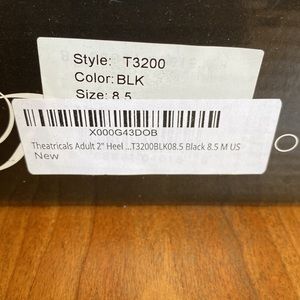 Style: T3200
Color: BLK
Size: 8.5
X000G43DOB
Theatricals Adult 2" Heel ...T3200BLK08.5 Black 8.5 M US
New